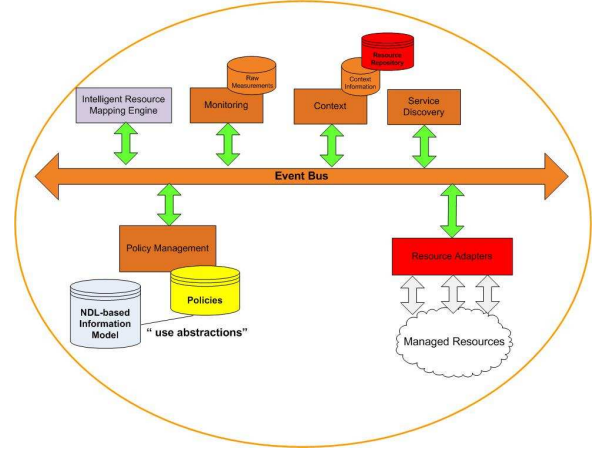 Resource
Repository
Raw
Measurements
Context
Information
Intelligent Resource
Mapping Engine
Monitoring
Context
Service
Discovery
Event Bus
Policy Management
Resource Adapters
Policies
NDL-based
Information
Model
“ use abstractions”
Managed Resources